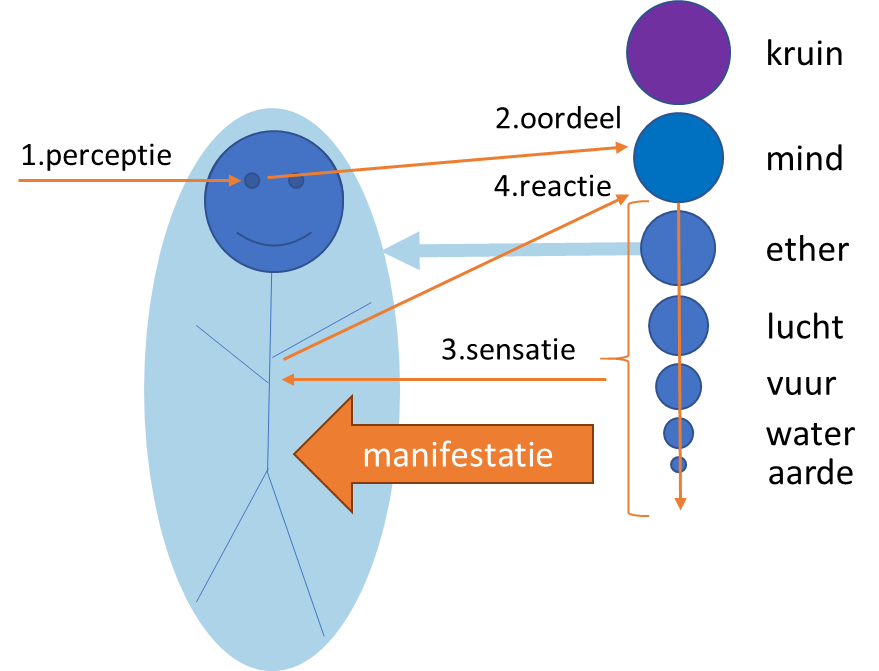 kruin
2.oordeel
1.perceptie
mind
4.reactie
ether
lucht
3.sensatie
vuur
water
manifestatie
aarde